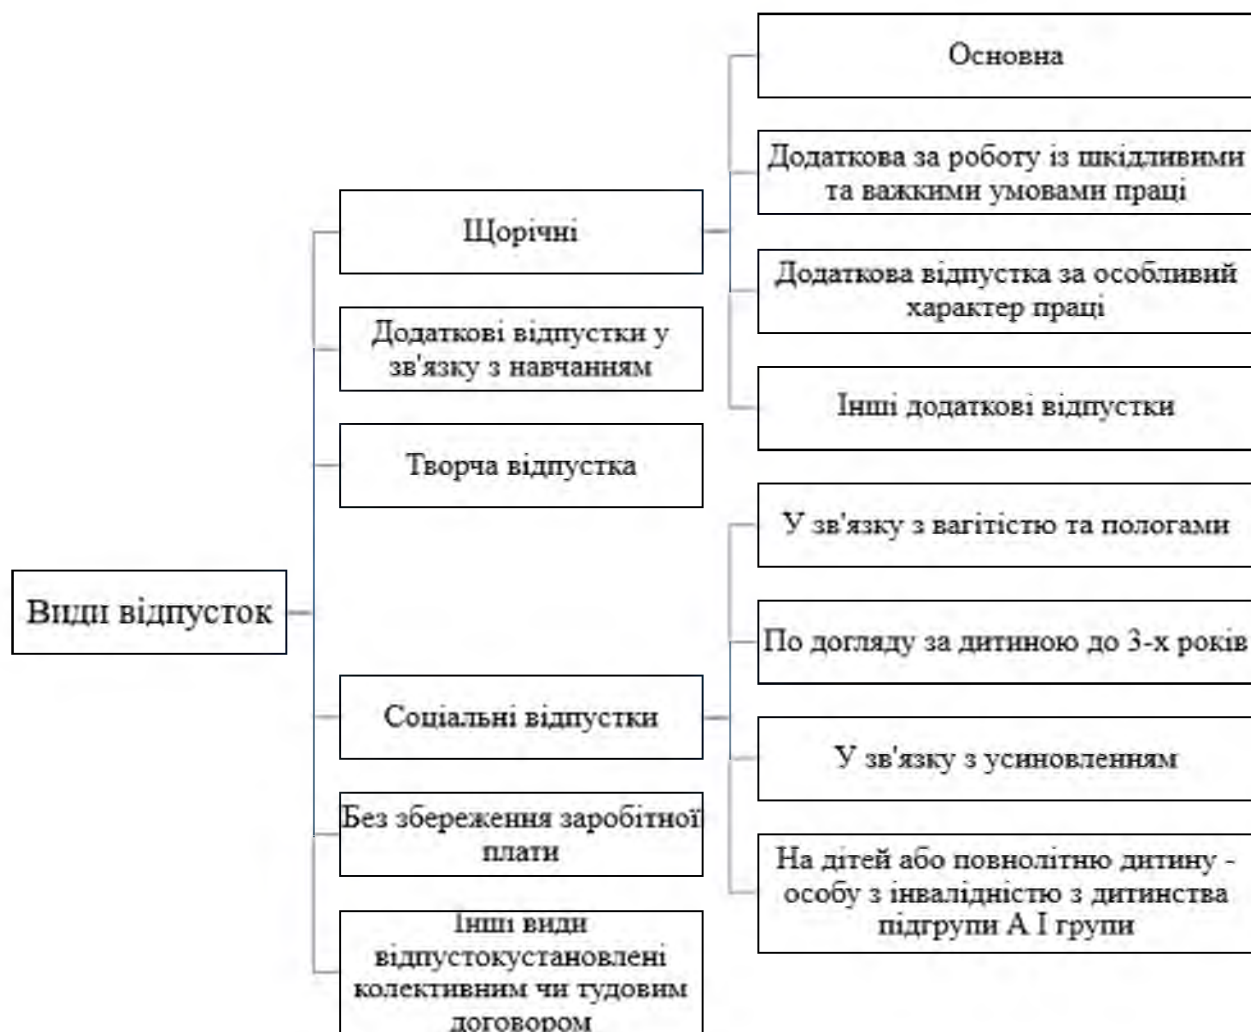 Види відпусток
Щорічні
Додаткові відпустки у
зв'язку з навчанням
Творча відпустка
Соціальні відпустки
Без збереження заробітної
плати
Інші види
відпустокустановлені
колективним чи тудовим
договором
Основна
Додаткова за роботу із шкідливими
та важкими умовами праці
Додаткова відпустка за особливий
характер праці
Інші додаткові відпустки
У зв'язку з вагітістю та пологами
По догляду за дитиною до 3-х років
У зв'язку з усиновленням
На дітей або повнолітню дитину -
особу з інвалідністю з дитинства
підгрупи А І групи